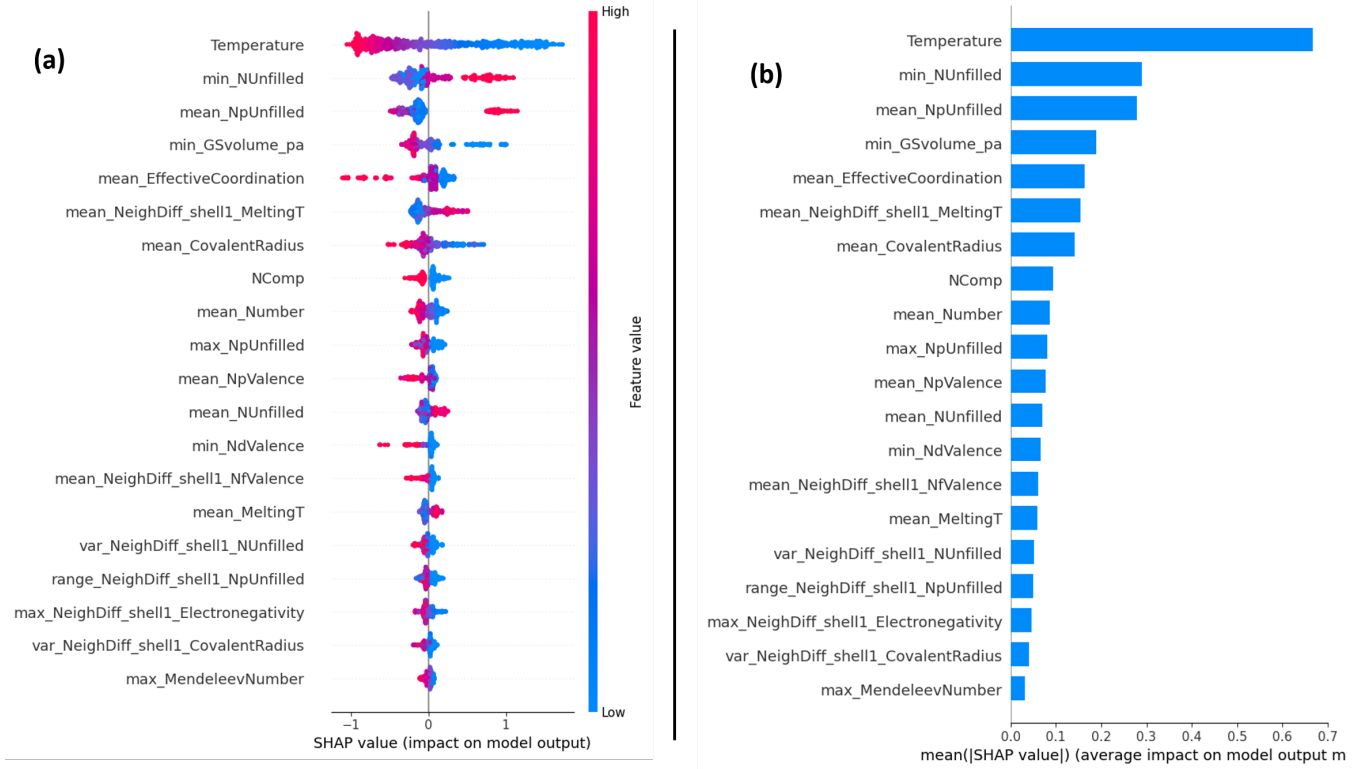 (a)
High
Temperature
min_NUnfilled
mean_NpUnfilled
min_GSvolume_pa
mean_EffectiveCoordination
mean_NeighDiff_shell1_MeltingT
mean_CovalentRadius
NComp
mean_Number
max_NpUnfilled
mean_NpValence
mean_NUnfilled
min_NdValence
mean_NeighDiff_shell1_NfValence
mean_MeltingT
var_NeighDiff_shell1_NUnfilled
range_NeighDiff_shell1_NpUnfilled
max_NeighDiff_shell1_Electronegativity
var_NeighDiff_shell1_CovalentRadius
max_MendeleevNumber
Feature value
Low
−1 0 1
SHAP value (impact on model output)
(b)
Temperature
min_NUnfilled
mean_NpUnfilled
min_GSvolume_pa
mean_EffectiveCoordination
mean_NeighDiff_shell1_MeltingT
mean_CovalentRadius
NComp
mean_Number
max_NpUnfilled
mean_NpValence
mean_NUnfilled
min_NdValence
mean_NeighDiff_shell1_NfValence
mean_MeltingT
var_NeighDiff_shell1_NUnfilled
range_NeighDiff_shell1_NpUnfilled
max_NeighDiff_shell1_Electronegativity
var_NeighDiff_shell1_CovalentRadius
max_MendeleevNumber
0.0 0.1 0.2 0.3 0.4 0.5 0.6 0.7
mean(|SHAP value|) (average impact on model output m